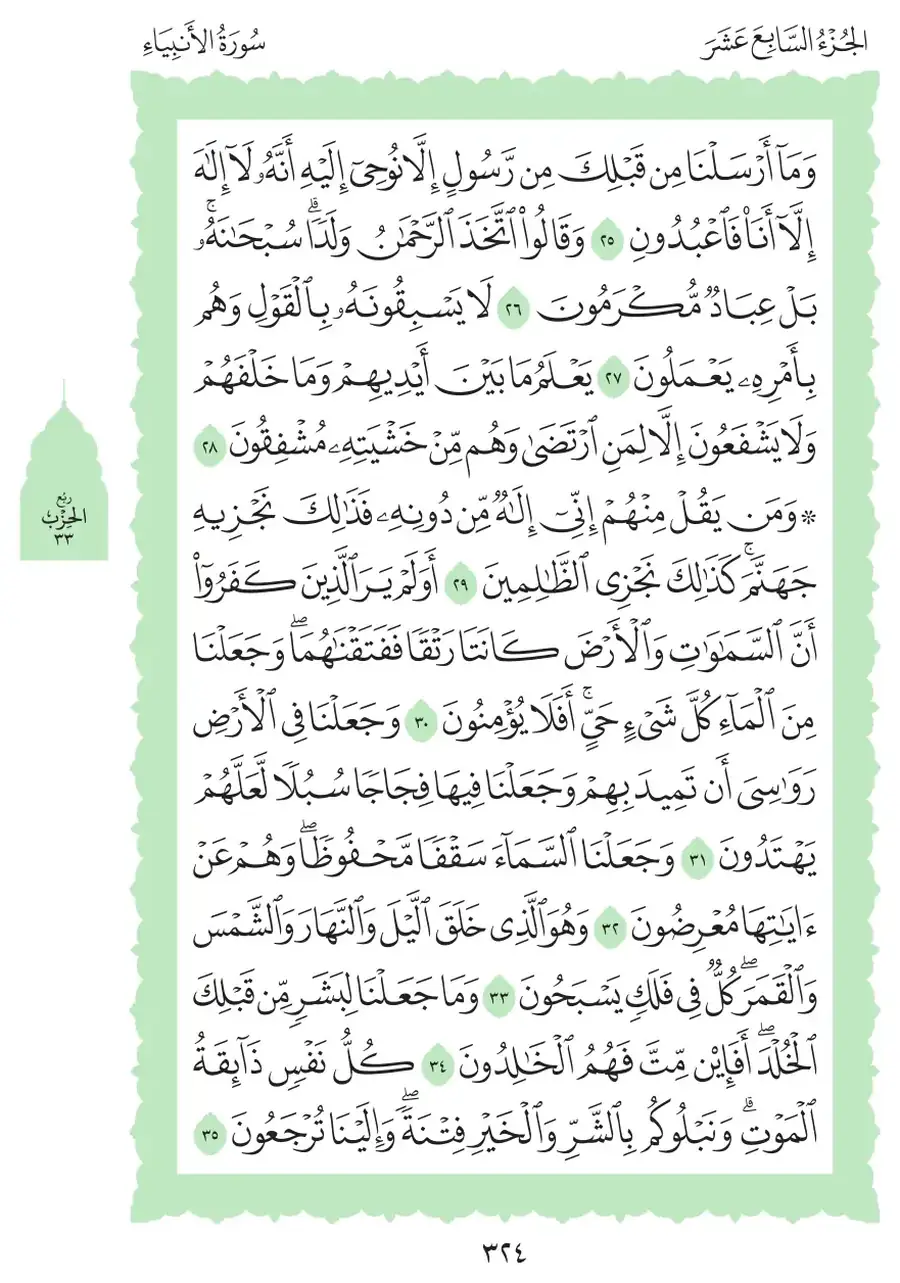 الجُزْءُ السَّابِعَ عَشَرَ
سُورَةُ الأَنبِيَاءِ
وَمَآ أَرْسَلْنَا مِن قَبْلِكَ مِن رَّسُولٍ إِلَّا نُوحِىٓ إِلَيْهِ أَنَّهُۥ لَآ إِلَٰهَ
إِلَّآ أَنَا۠ فَٱعْبُدُونِ ٢٥ وَقَالُوا۟ ٱتَّخَذَ ٱلرَّحْمَٰنُ وَلَدًۭا ۗ سُبْحَٰنَهُۥ ۚ
بَلْ عِبَادٌۭ مُّكْرَمُونَ ٢٦ لَا يَسْبِقُونَهُۥ بِٱلْقَوْلِ وَهُم
بِأَمْرِهِۦ يَعْمَلُونَ ٢٧ يَعْلَمُ مَا بَيْنَ أَيْدِيهِمْ وَمَا خَلْفَهُمْ
وَلَا يَشْفَعُونَ إِلَّا لِمَنِ ٱرْتَضَىٰ وَهُم مِّنْ خَشْيَتِهِۦ مُشْفِقُونَ ٢٨
ربع
الحِزْبِ
٣٣
* وَمَن يَقُلْ مِنْهُمْ إِنِّىٓ إِلَٰهٌۭ مِّن دُونِهِۦ فَذَٰلِكَ نَجْزِيهِ
جَهَنَّمَ ۚ كَذَٰلِكَ نَجْزِى ٱلظَّٰلِمِينَ ٢٩ أَوَلَمْ يَرَ ٱلَّذِينَ كَفَرُوٓا۟
أَنَّ ٱلسَّمَٰوَٰتِ وَٱلْأَرْضَ كَانَتَا رَتْقًۭا فَفَتَقْنَٰهُمَا ۖ وَجَعَلْنَا
مِنَ ٱلْمَآءِ كُلَّ شَىْءٍ حَىٍّ ۚ أَفَلَا يُؤْمِنُونَ ٣٠ وَجَعَلْنَا فِى ٱلْأَرْضِ
رَوَٰسِىَ أَن تَمِيدَ بِهِمْ وَجَعَلْنَا فِيهَا فِجَاجًۭا سُبُلًۭا لَّعَلَّهُمْ
يَهْتَدُونَ ٣١ وَجَعَلْنَا ٱلسَّمَآءَ سَقْفًۭا مَّحْفُوظًۭا ۖ وَهُمْ عَنْ
ءَايَٰتِهَا مُعْرِضُونَ ٣٢ وَهُوَ ٱلَّذِى خَلَقَ ٱلَّيْلَ وَٱلنَّهَارَ وَٱلشَّمْسَ
وَٱلْقَمَرَ ۖ كُلٌّۭ فِى فَلَكٍۢ يَسْبَحُونَ ٣٣ وَمَا جَعَلْنَا لِبَشَرٍۢ مِّن قَبْلِكَ
ٱلْخُلْدَ ۖ أَفَإِي۟ن مِّتَّ فَهُمُ ٱلْخَٰلِدُونَ ٣٤ كُلُّ نَفْسٍۢ ذَآئِقَةُ
ٱلْمَوْتِ ۗ وَنَبْلُوكُم بِٱلشَّرِّ وَٱلْخَيْرِ فِتْنَةًۭ ۖ وَإِلَيْنَا تُرْجَعُونَ ٣٥
٣٢٤